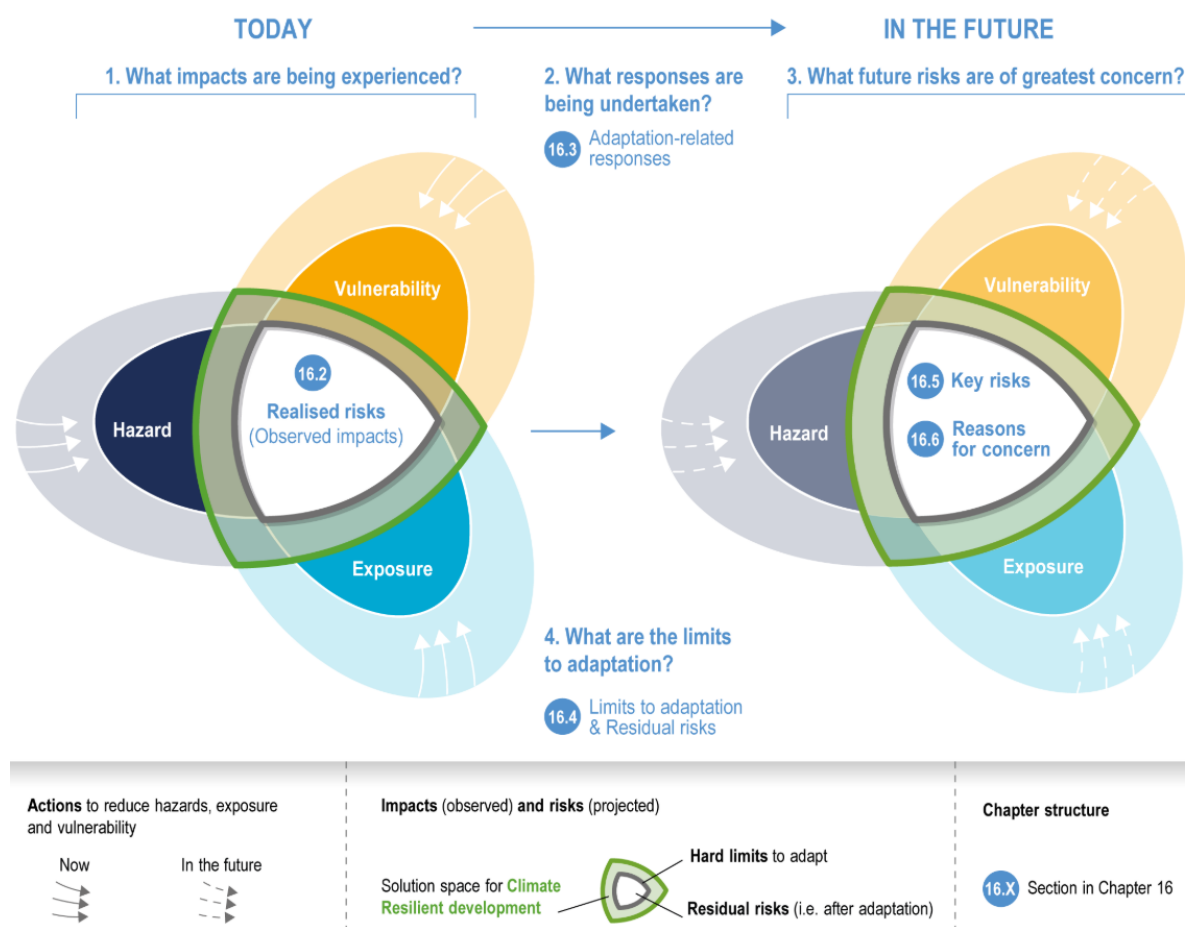 TODAY
IN THE FUTURE
1. What impacts are being experienced?
2. What responses are
being undertaken?
16.3 Adaptation-related
responses
3. What future risks are of greatest concern?
Vulnerability
Hazard
16.2
Realised risks
(Observed impacts)
Exposure
Vulnerability
Hazard
16.5 Key risks
16.6 Reasons
for concern
Exposure
4. What are the limits
to adaptation?
16.4 Limits to adaptation
& Residual risks
Actions to reduce hazards, exposure
and vulnerability
Now
In the future
Impacts (observed) and risks (projected)
Solution space for Climate
Resilient development
Hard limits to adapt
Residual risks (i.e. after adaptation)
Chapter structure
16.X Section in Chapter 16